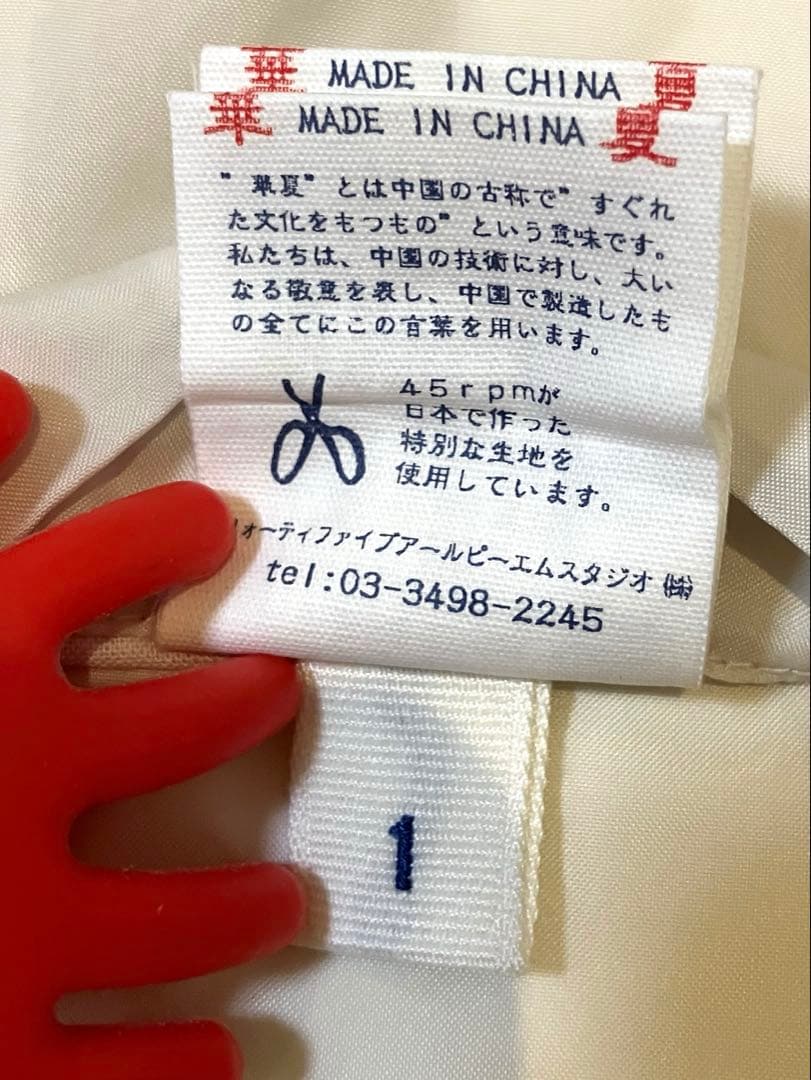 華 MADE IN CHINA 夏
華 MADE IN CHINA 夏
"華夏"とは中国の古称で"すぐれ
た文化をもつもの"という意味です。
私たちは、中国の技術に対し、大い
なる敬意を表し、中国で製造したも
の全てにこの言葉を用います。
45rpmが
日本で作った
特別な生地を
使用しています。
ォーティファイブアールピーエムスタジオ㈱
tel:03-3498-2245
1